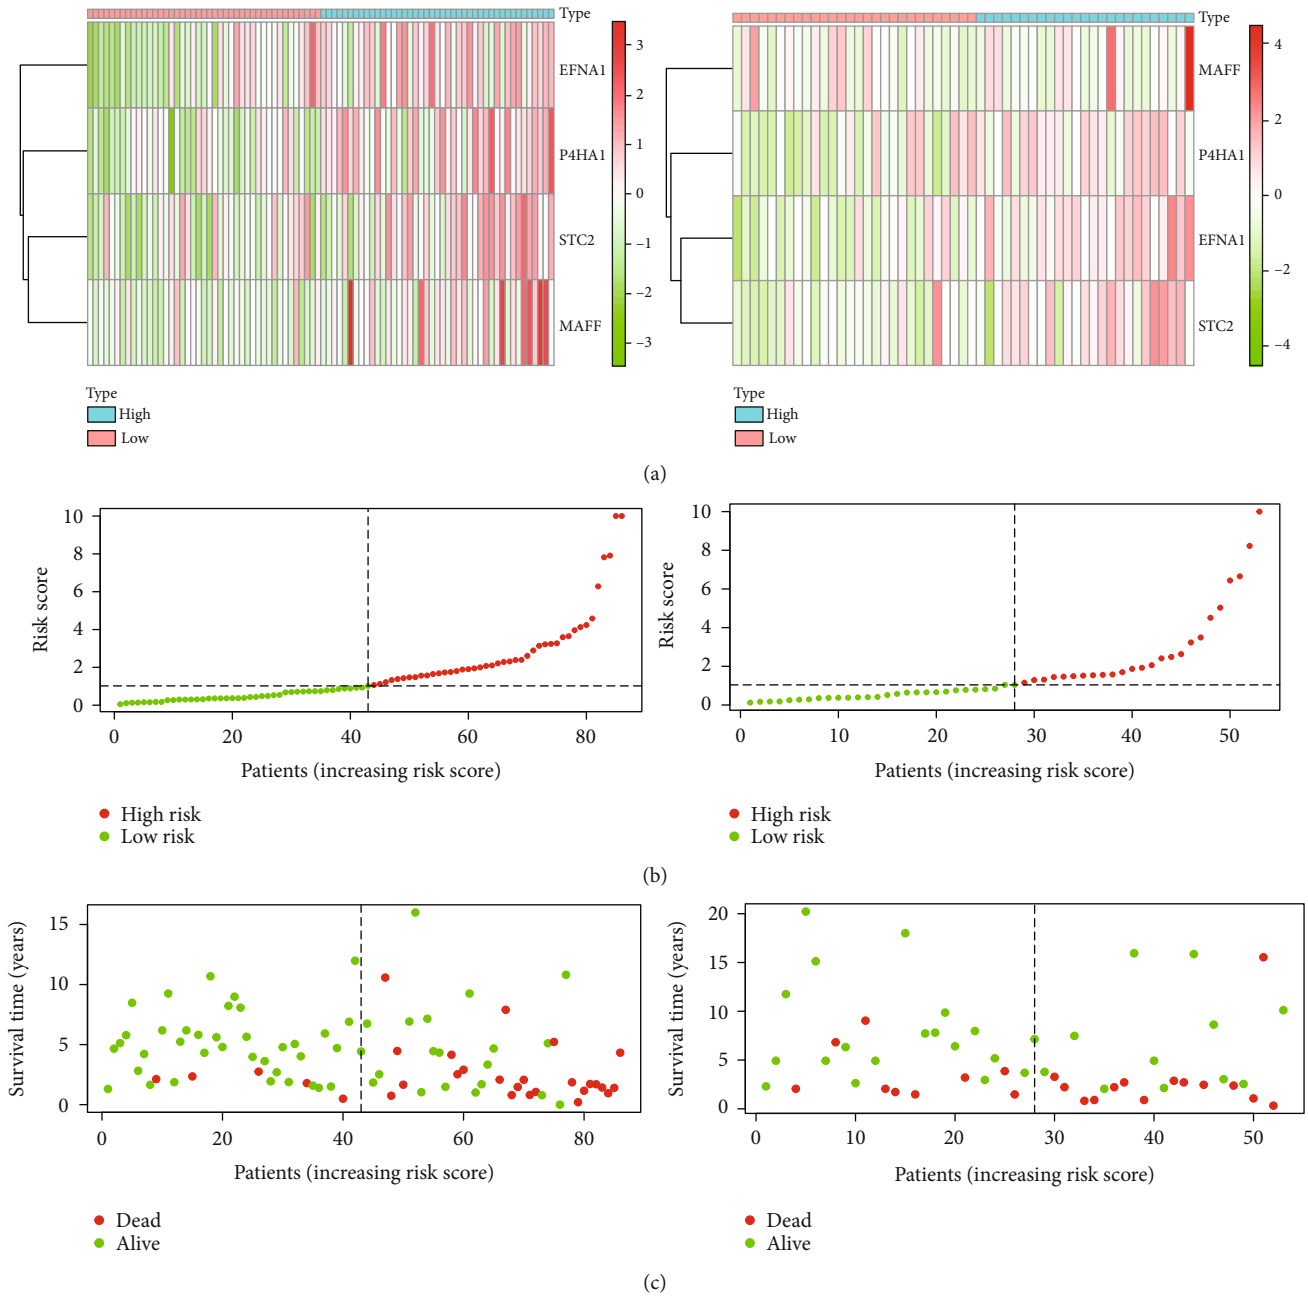 Type
EFNA1
P4HA1
STC2
MAFF
3
2
1
0
−1
−2
−3
Type
High
Low
Type
MAFF
P4HA1
EFNA1
STC2
4
2
0
−2
−4
Type
High
Low
(a)
Risk score
10
8
6
4
2
0
0 20 40 60 80
Patients (increasing risk score)
High risk
Low risk
Risk score
10
8
6
4
2
0
0 10 20 30 40 50
Patients (increasing risk score)
High risk
Low risk
(b)
Survival time (years)
15
10
5
0
0 20 40 60 80
Patients (increasing risk score)
Dead
Alive
Survival time (years)
20
15
10
5
0
0 10 20 30 40 50
Patients (increasing risk score)
Dead
Alive
(c)